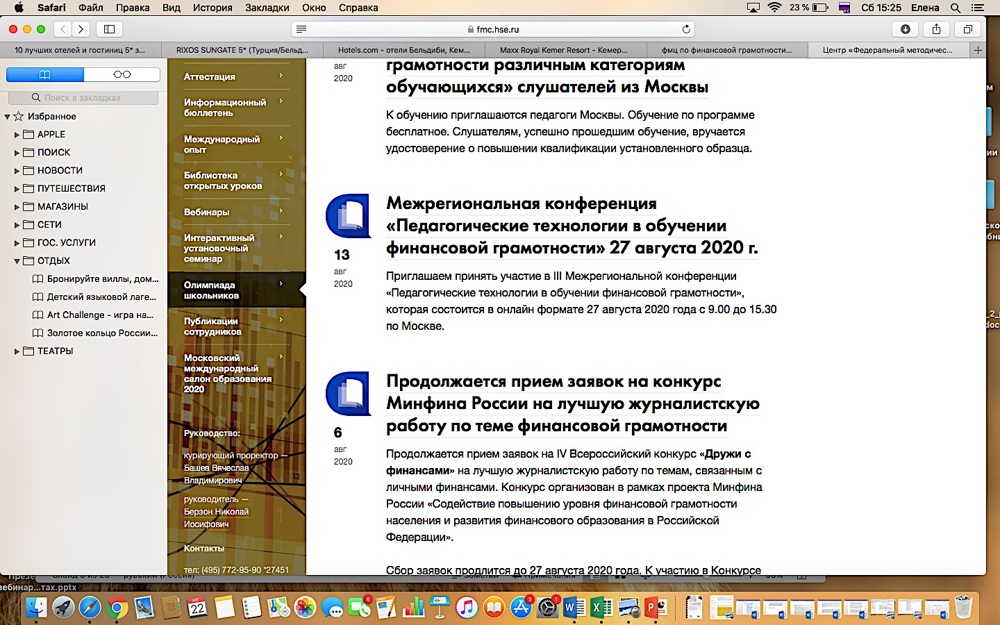 Safari Файл Правка Вид История Закладки Окно Справка 23 % Сб 15:25 Елена
fmc.hse.ru
10 лучших отелей и гостиниц 5* з...
RIXOS SUNGATE 5* (Турция/Бельд...
Hotels.com - отели Бельдиби, Кем...
Maxx Royal Kemer Resort - Кемер...
фмц по финансовой грамотности...
Центр «Федеральный методичес...
Поиск в закладках
Избранное
APPLE
ПОИСК
НОВОСТИ
ПУТЕШЕСТВИЯ
МАГАЗИНЫ
СЕТИ
ГОС. УСЛУГИ
ОТДЫХ
Бронируйте виллы, дом...
Детский языковой лаге...
Art Challenge - игра на...
Золотое кольцо России...
ТЕАТРЫ
Аттестация
Информационный
бюллетень
Международный
опыт
Библиотека
открытых уроков
Вебинары
Интерактивный
установочный
семинар
Олимпиада
школьников
Публикации
сотрудников
Московский
международный
салон образования
2020
Руководство:
курирующий проректор —
Башев Вячеслав
Владимирович
12
руководитель —
Берзон Николай
Иосифович
Контакты
тел: (495) 772-95-90 *27451
авг
2020
грамотности различным категориям
обучающихся» слушателей из Москвы
К обучению приглашаются педагоги Москвы. Обучение по программе
бесплатное. Слушателям, успешно прошедшим обучение, вручается
удостоверение о повышении квалификации установленного образца.
13
авг
2020
Межрегиональная конференция
«Педагогические технологии в обучении
финансовой грамотности» 27 августа 2020 г.
Приглашаем принять участие в III Межрегиональной конференции
«Педагогические технологии в обучении финансовой грамотности»,
которая состоится в онлайн формате 27 августа 2020 года с 9.00 до 15.30
по Москве.
6
авг
2020
Продолжается прием заявок на конкурс
Минфина России на лучшую журналистскую
работу по теме финансовой грамотности
Продолжается прием заявок на IV Всероссийский конкурс «Дружи с
финансами» на лучшую журналистскую работу по темам, связанным с
личными финансами. Конкурс организован в рамках проекта Минфина
России «Содействие повышению уровня финансовой грамотности
населения и развития финансового образования в Российской
Федерации».
Сбор заявок продлится до 27 августа 2020 года. К участию в Конкурсе
русский (Россия)
Заметки
Примечания
вебинар...тах.pptx
АВГ
22
6
3
1